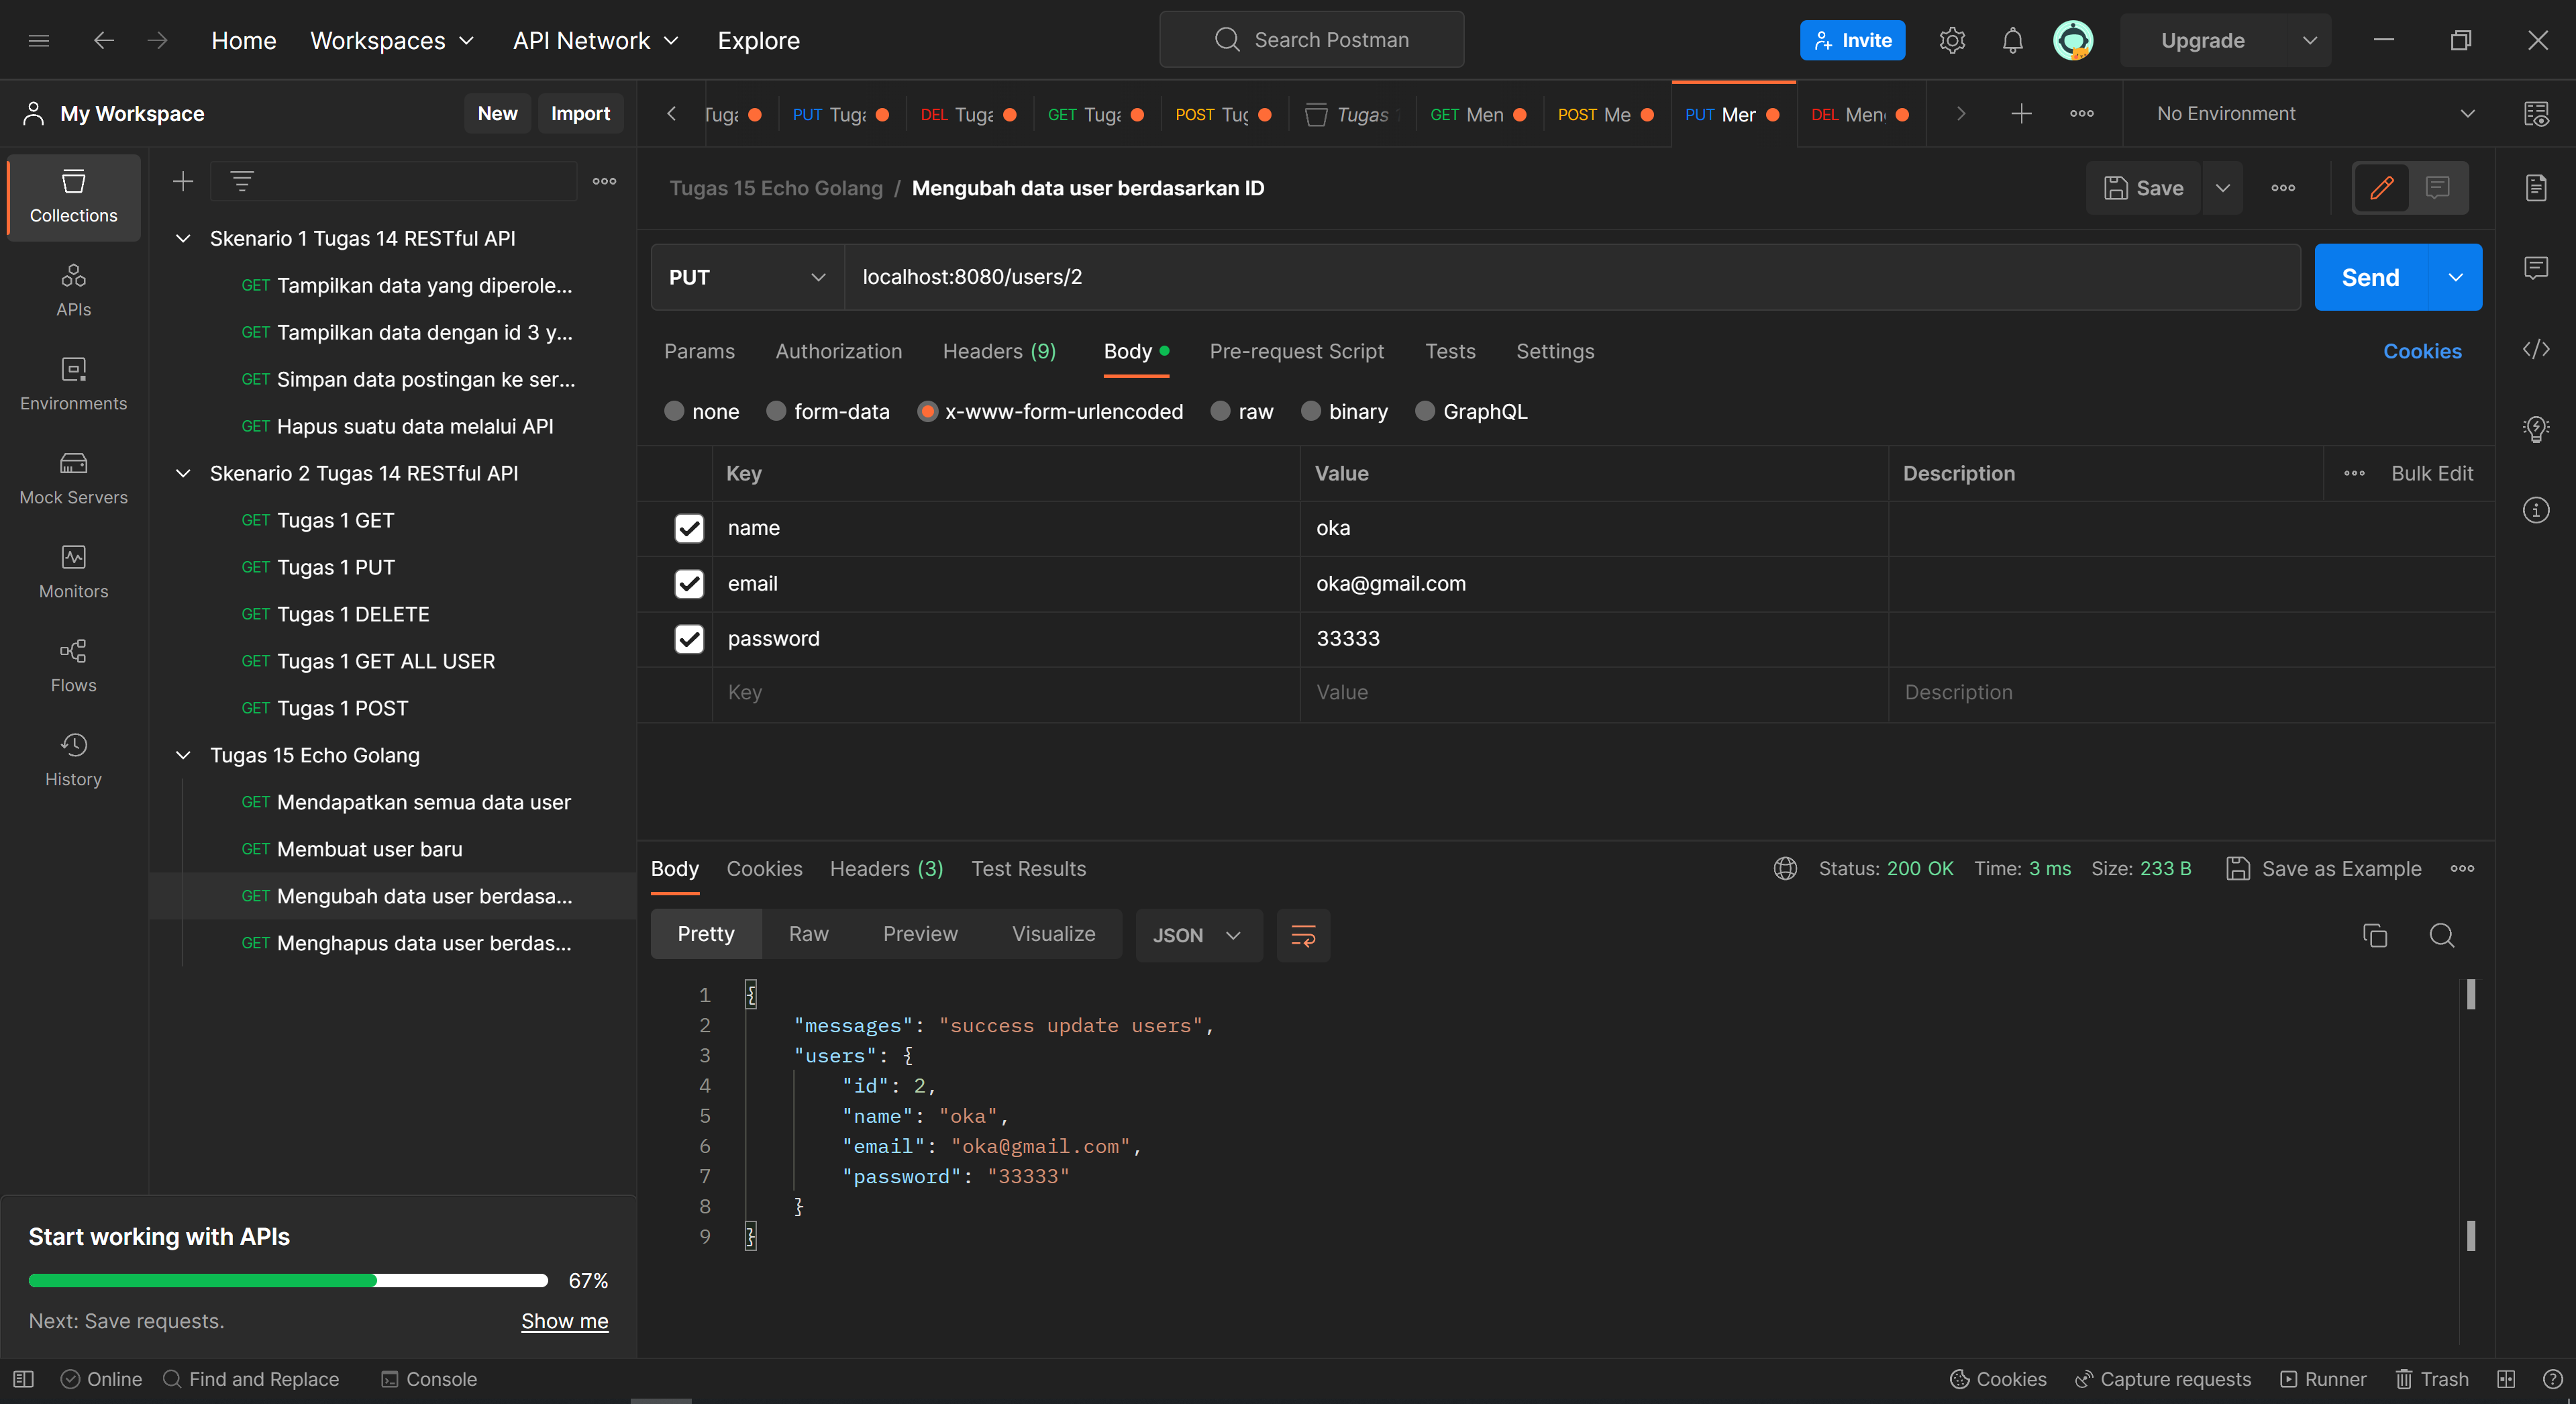 Home Workspaces API Network Explore Search Postman Invite Upgrade
My Workspace New Import
Tuga PUT Tuga DEL Tuga GET Tuga POST Tug Tugas GET Men POST Me PUT Mer DEL Meng No Environment
Collections
APIs
Environments
Mock Servers
Monitors
Flows
History
Skenario 1 Tugas 14 RESTful API
GET Tampilkan data yang diperole...
GET Tampilkan data dengan id 3 y...
GET Simpan data postingan ke ser...
GET Hapus suatu data melalui API
Skenario 2 Tugas 14 RESTful API
GET Tugas 1 GET
GET Tugas 1 PUT
GET Tugas 1 DELETE
GET Tugas 1 GET ALL USER
GET Tugas 1 POST
Tugas 15 Echo Golang
GET Mendapatkan semua data user
GET Membuat user baru
GET Mengubah data user berdasa...
GET Menghapus data user berdas...
Start working with APIs
67%
Next: Save requests. Show me
Tugas 15 Echo Golang / Mengubah data user berdasarkan ID Save
PUT localhost:8080/users/2 Send
Params Authorization Headers (9) Body Pre-request Script Tests Settings Cookies
none form-data x-www-form-urlencoded raw binary GraphQL
Key Value Description Bulk Edit
name oka
email oka@gmail.com
password 33333
Key Value Description
Body Cookies Headers (3) Test Results Status: 200 OK Time: 3 ms Size: 233 B Save as Example
Pretty Raw Preview Visualize JSON
1 {
2 "messages": "success update users",
3 "users": {
4 "id": 2,
5 "name": "oka",
6 "email": "oka@gmail.com",
7 "password": "33333"
8 }
9 }
Online Find and Replace Console Cookies Capture requests Runner Trash